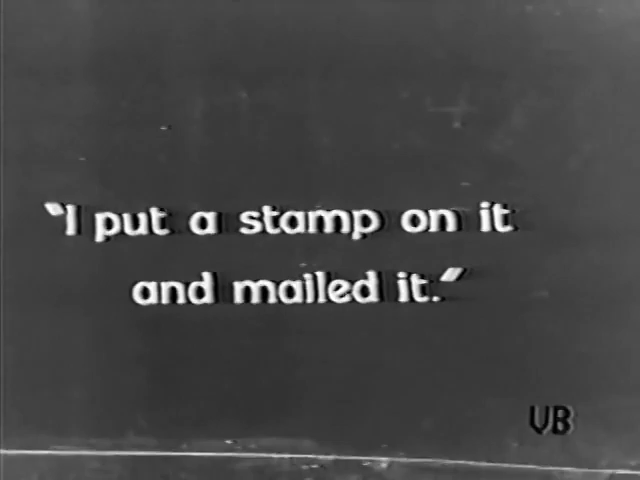 “I put a stamp on it
and mailed it.”
VB